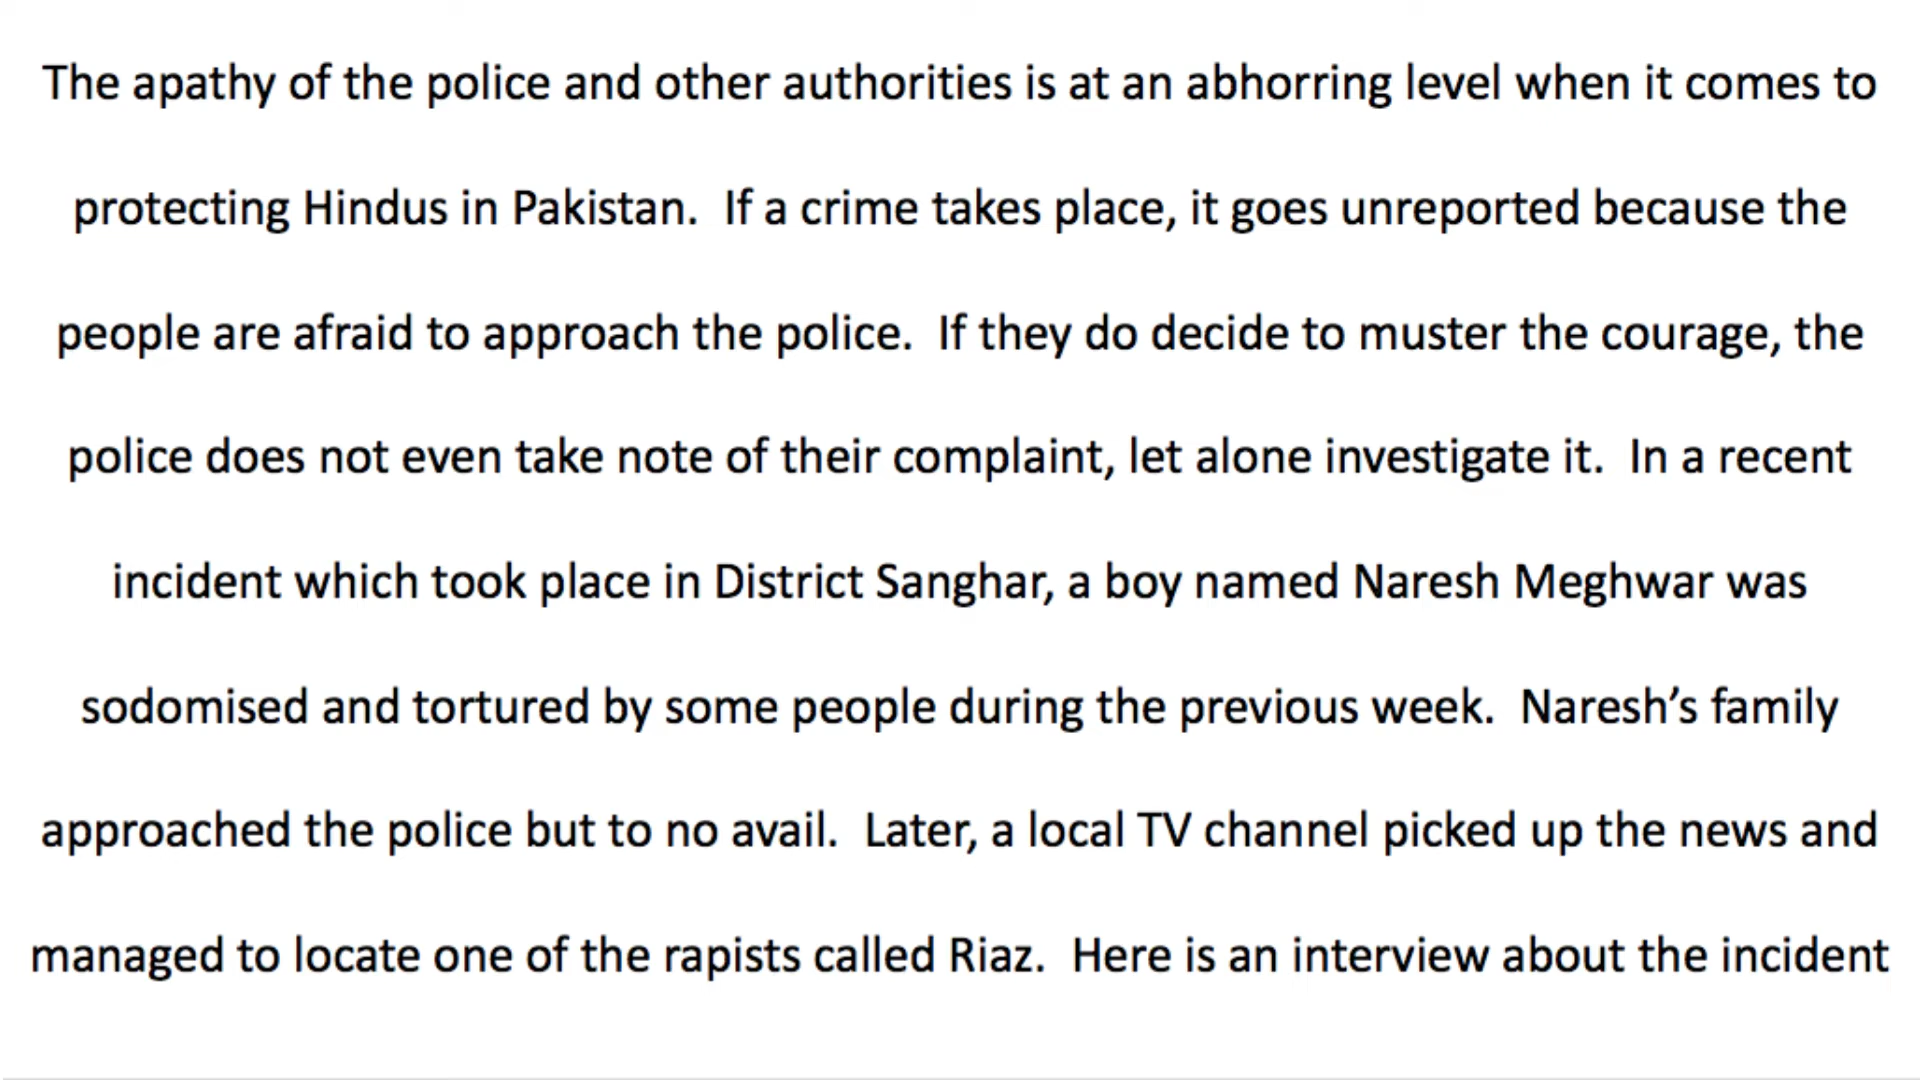 The apathy of the police and other authorities is at an abhorring level when it comes to
protecting Hindus in Pakistan.  If a crime takes place, it goes unreported because the
people are afraid to approach the police.  If they do decide to muster the courage, the
police does not even take note of their complaint, let alone investigate it.  In a recent
incident which took place in District Sanghar, a boy named Naresh Meghwar was
sodomised and tortured by some people during the previous week.  Naresh’s family
approached the police but to no avail.  Later, a local TV channel picked up the news and
managed to locate one of the rapists called Riaz.  Here is an interview about the incident